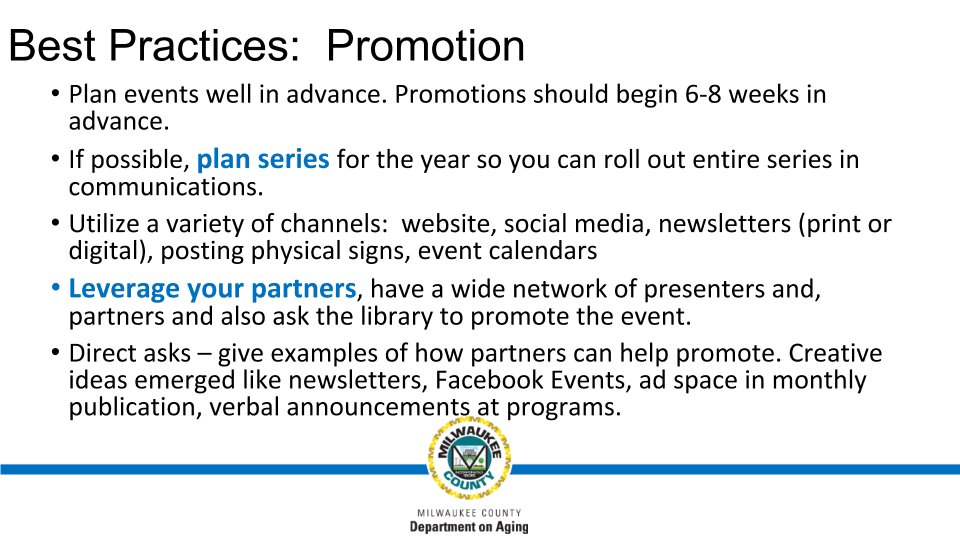 Best Practices:  Promotion
• Plan events well in advance. Promotions should begin 6-8 weeks in
advance.
• If possible, plan series for the year so you can roll out entire series in
communications.
• Utilize a variety of channels:  website, social media, newsletters (print or
digital), posting physical signs, event calendars
• Leverage your partners, have a wide network of presenters and,
partners and also ask the library to promote the event.
• Direct asks – give examples of how partners can help promote. Creative
ideas emerged like newsletters, Facebook Events, ad space in monthly
publication, verbal announcements at programs.
MILWAUKEE
COUNTY
MILWAUKEE COUNTY
Department on Aging